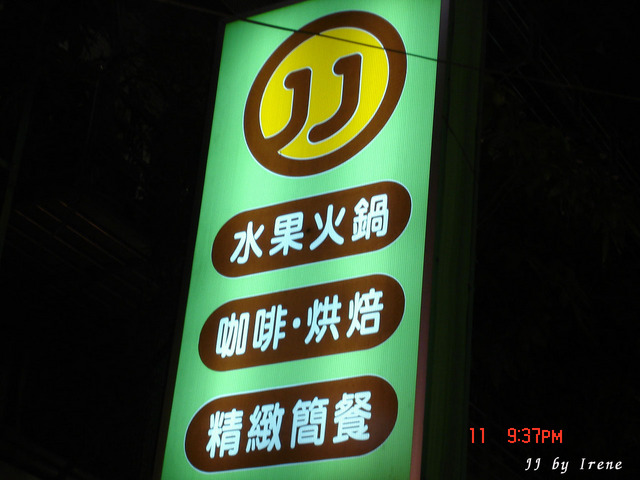 JJ
水果火鍋
咖啡·烘焙
精緻簡餐
11 9:37PM
JJ by Irene